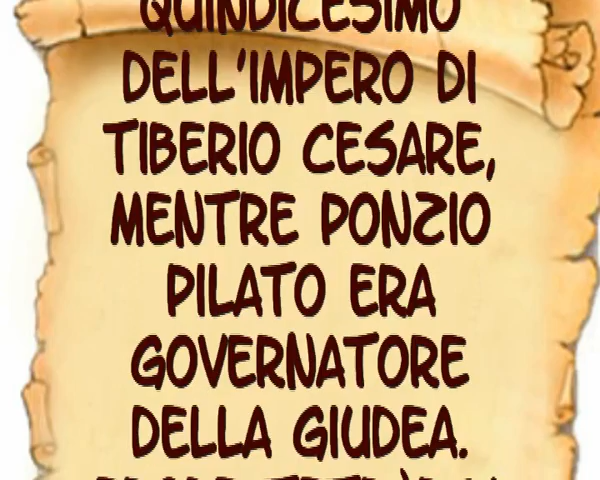 QUINDICESIMO
DELL'IMPERO DI
TIBERIO CESARE,
MENTRE PONZIO
PILATO ERA
GOVERNATORE
DELLA GIUDEA.